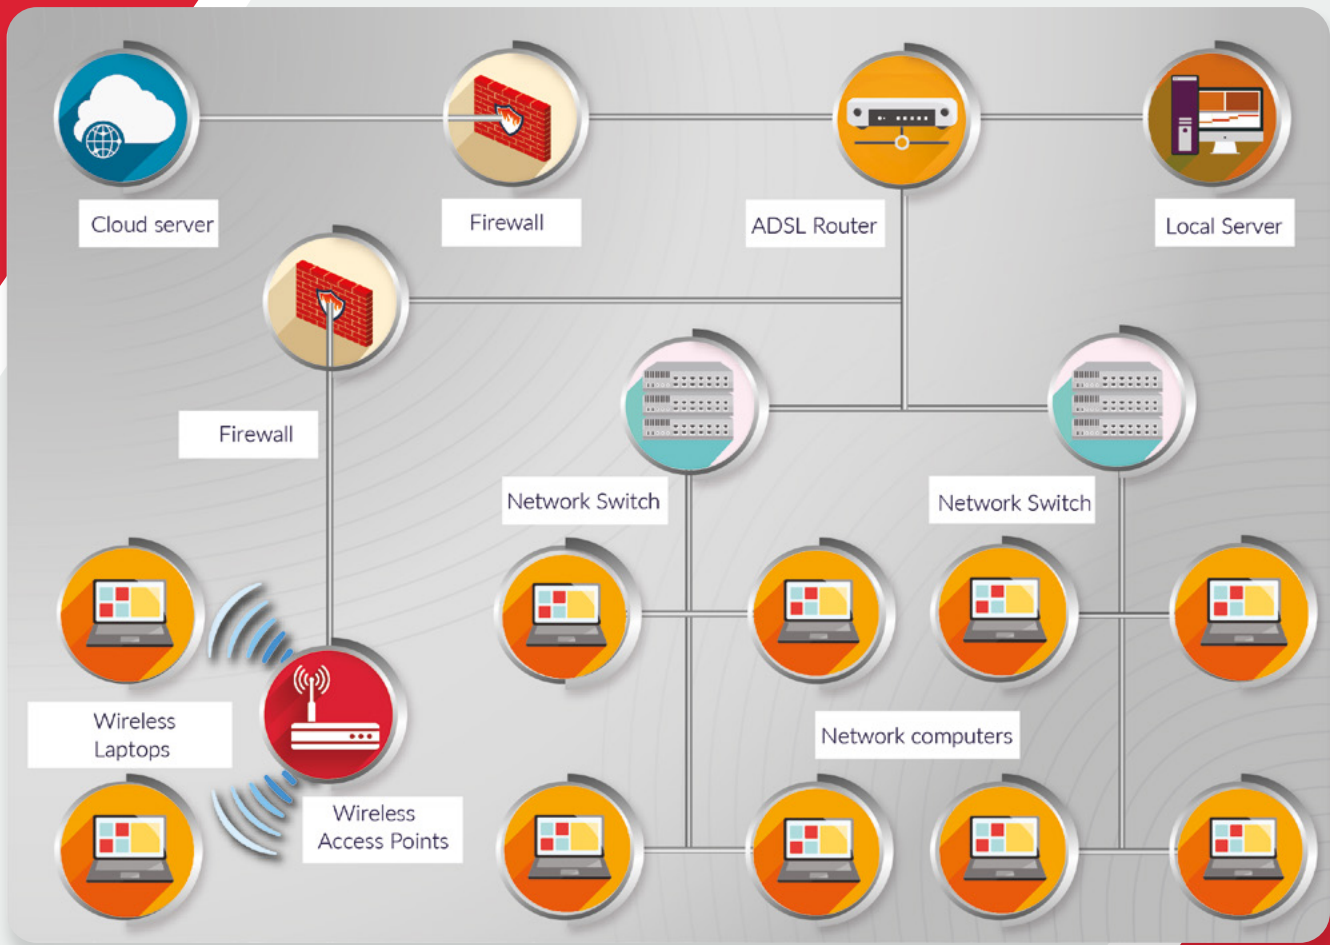 Cloud server
Firewall
ADSL Router
Local Server
Firewall
Network Switch
Network Switch
Wireless
Laptops
Network computers
Wireless
Access Points